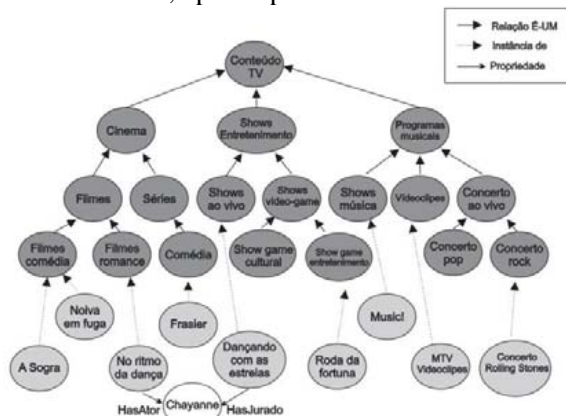 Relação É-UM
Instância de
Propriedade
Conteúdo
TV
Cinema
Shows
Entretenimento
Programas
musicais
Filmes
Séries
Shows
ao vivo
Shows
video-game
Shows
música
Videoclipes
Concerto
ao vivo
Filmes
comédia
Filmes
romance
Comédia
Show game
cultural
Show game
entretenimento
Concerto
pop
Concerto
rock
Noiva
em fuga
Frasier
Music!
A Sogra
No ritmo
da dança
Dançando
com as
estrelas
Roda da
fortuna
MTV
Videoclipes
Concerto
Rolling Stones
HasAtor
Chayanne
HasJurado